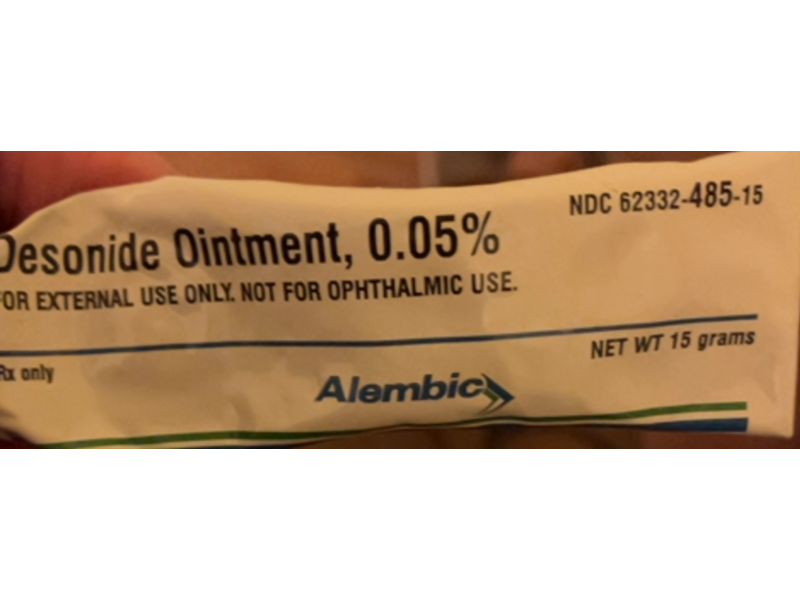 NDC 62332-485-15
Desonide Ointment, 0.05%
FOR EXTERNAL USE ONLY. NOT FOR OPHTHALMIC USE.
NET WT 15 grams
Rx only
Alembic